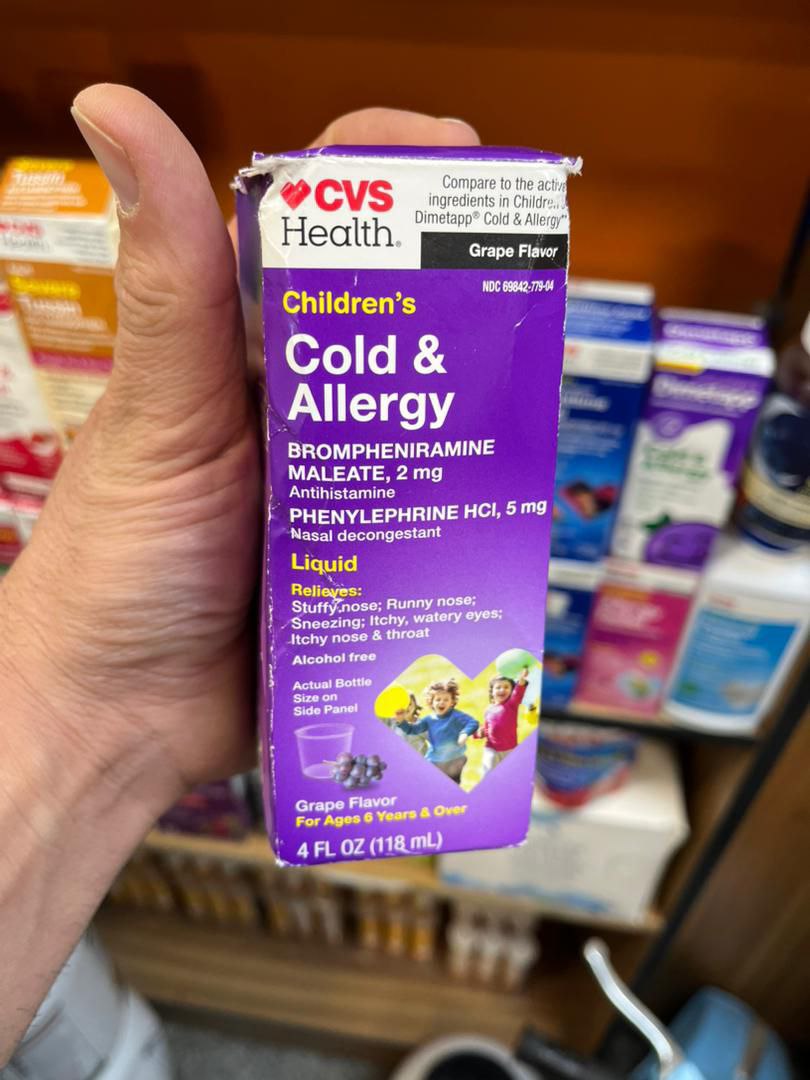 CVS
Health®
Compare to the active
ingredients in Children's
Dimetapp® Cold & Allergy
Grape Flavor
NDC 69842-779-04
Children's
Cold &
Allergy
BROMPHENIRAMINE
MALEATE, 2 mg
Antihistamine
PHENYLEPHRINE HCl, 5 mg
Nasal decongestant
Liquid
Relieves:
Stuffy nose; Runny nose;
Sneezing; Itchy, watery eyes;
Itchy nose & throat
Alcohol free
Actual Bottle
Size on
Side Panel
Grape Flavor
For Ages 6 Years & Over
4 FL OZ (118 mL)
Tussin
Tussin
Dimetapp